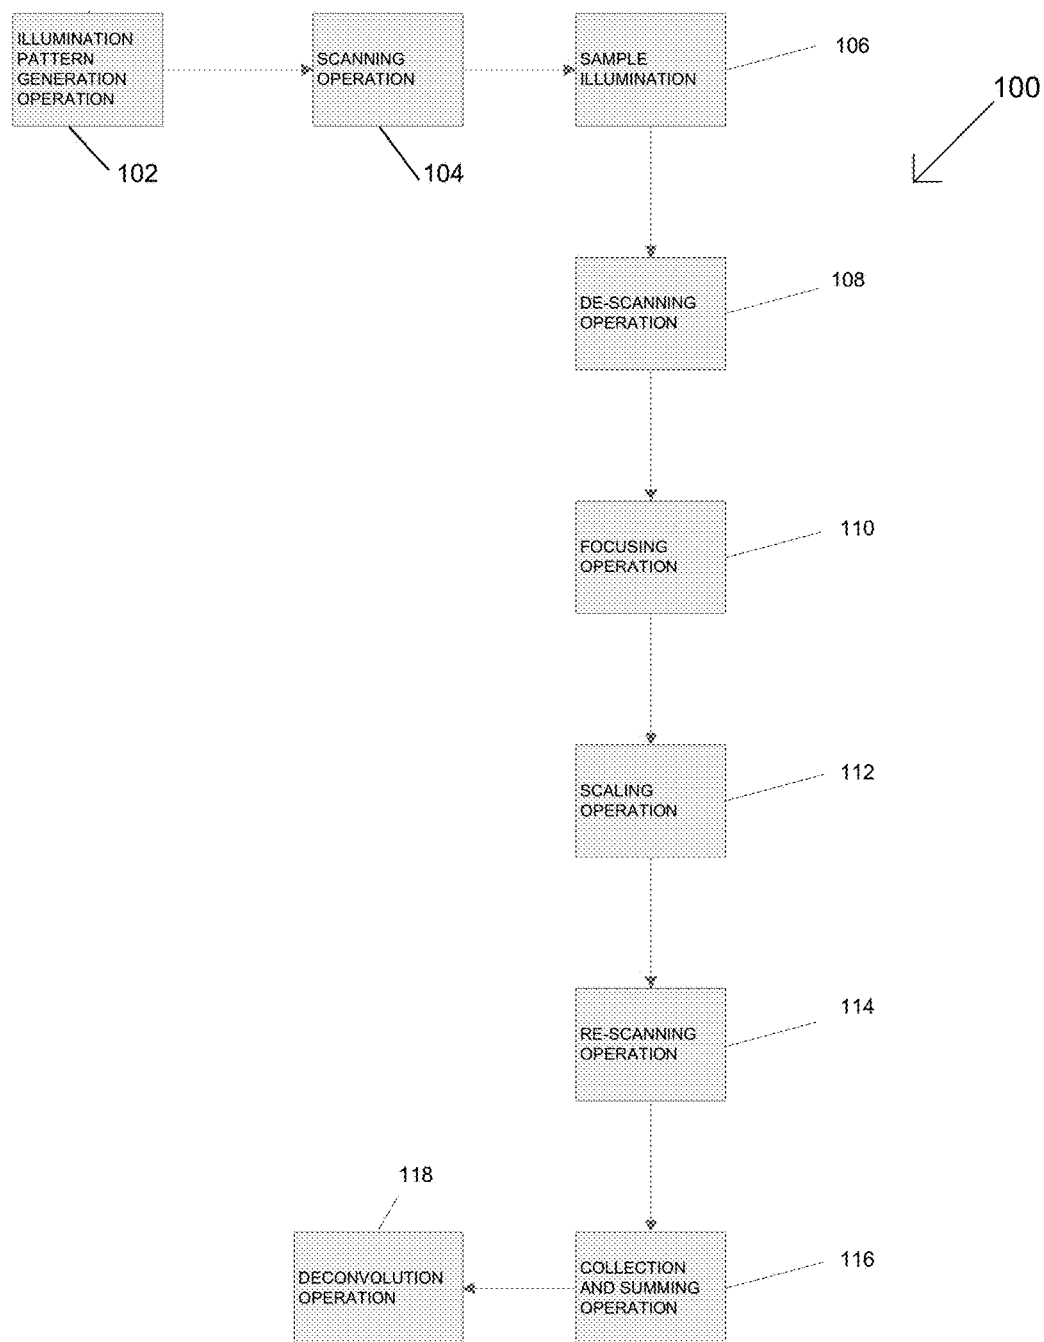 ILLUMINATION
PATTERN
GENERATION
OPERATION
102
SCANNING
OPERATION
104
SAMPLE
ILLUMINATION
106
100
DE-SCANNING
OPERATION
108
FOCUSING
OPERATION
110
SCALING
OPERATION
112
RE-SCANNING
OPERATION
114
COLLECTION
AND SUMMING
OPERATION
116
118
DECONVOLUTION
OPERATION